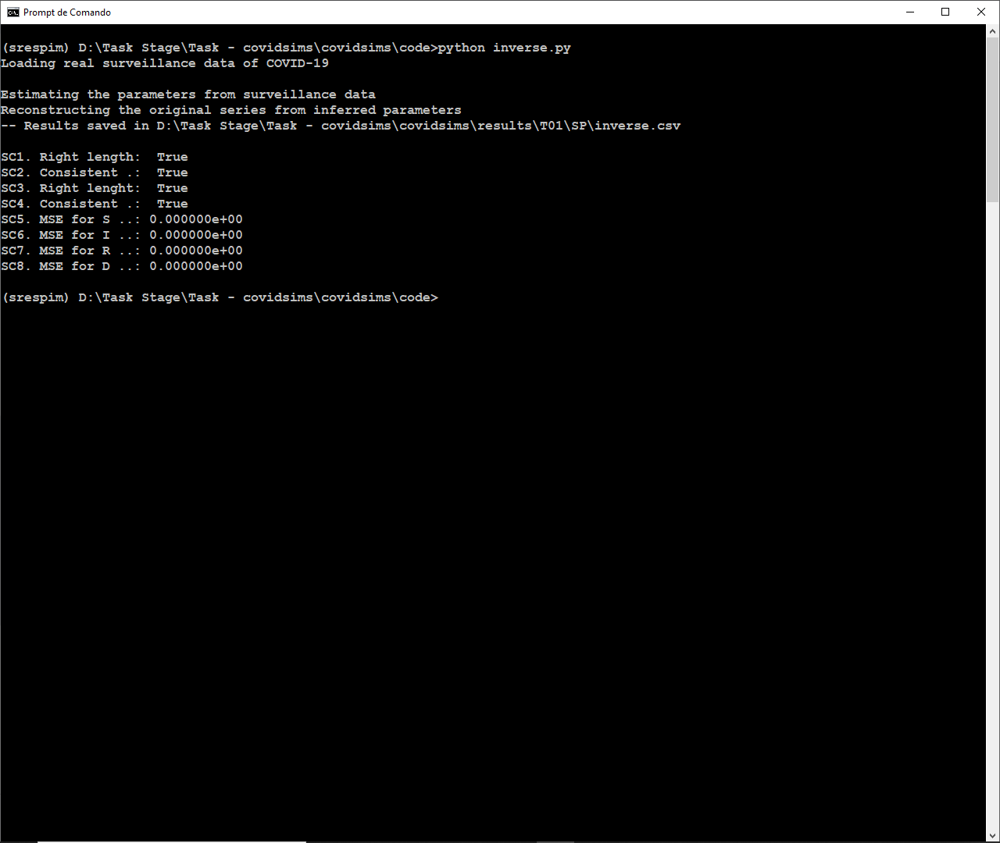 Prompt de Comando
(srespim) D:\Task Stage\Task - covidsims\covidsims\code>python inverse.py
Loading real surveillance data of COVID-19
Estimating the parameters from surveillance data
Reconstructing the original series from inferred parameters
-- Results saved in D:\Task Stage\Task - covidsims\covidsims\results\T01\SP\inverse.csv
SC1. Right length:  True
SC2. Consistent .:  True
SC3. Right lenght:  True
SC4. Consistent .:  True
SC5. MSE for S ..: 0.000000e+00
SC6. MSE for I ..: 0.000000e+00
SC7. MSE for R ..: 0.000000e+00
SC8. MSE for D ..: 0.000000e+00
(srespim) D:\Task Stage\Task - covidsims\covidsims\code>